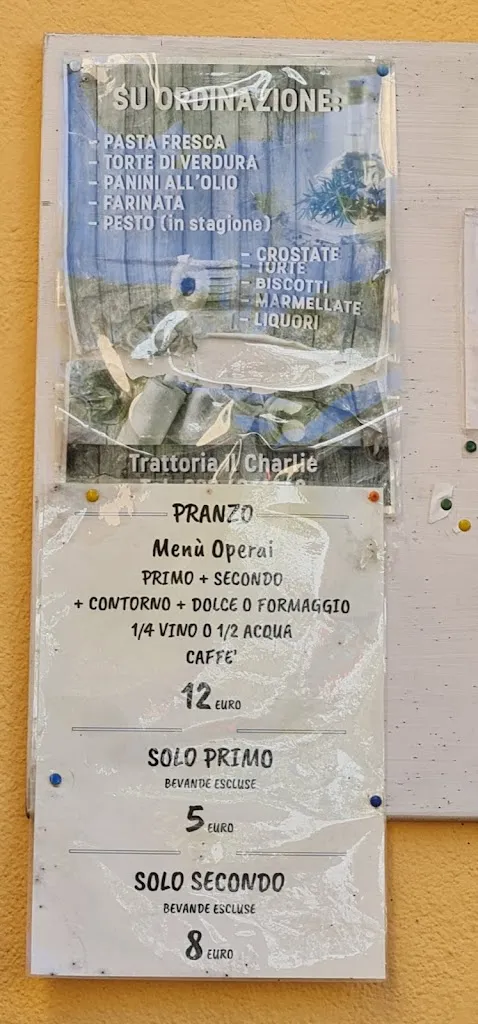 SU ORDINAZIONE:
- PASTA FRESCA
- TORTE DI VERDURA
- PANINI ALL'OLIO
- FARINATA
- PESTO (in stagione)
- CROSTATE
TORTE
- BISCOTTI
- MARMELLATE
- LIQUORI
Trattoria Il Charlie
PRANZO
Menù Operai
PRIMO + SECONDO
+ CONTORNO + DOLCE O FORMAGGIO
1/4 VINO O 1/2 ACQUA
CAFFE'
12 EURO
SOLO PRIMO
BEVANDE ESCLUSE
5 EURO
SOLO SECONDO
BEVANDE ESCLUSE
8 EURO